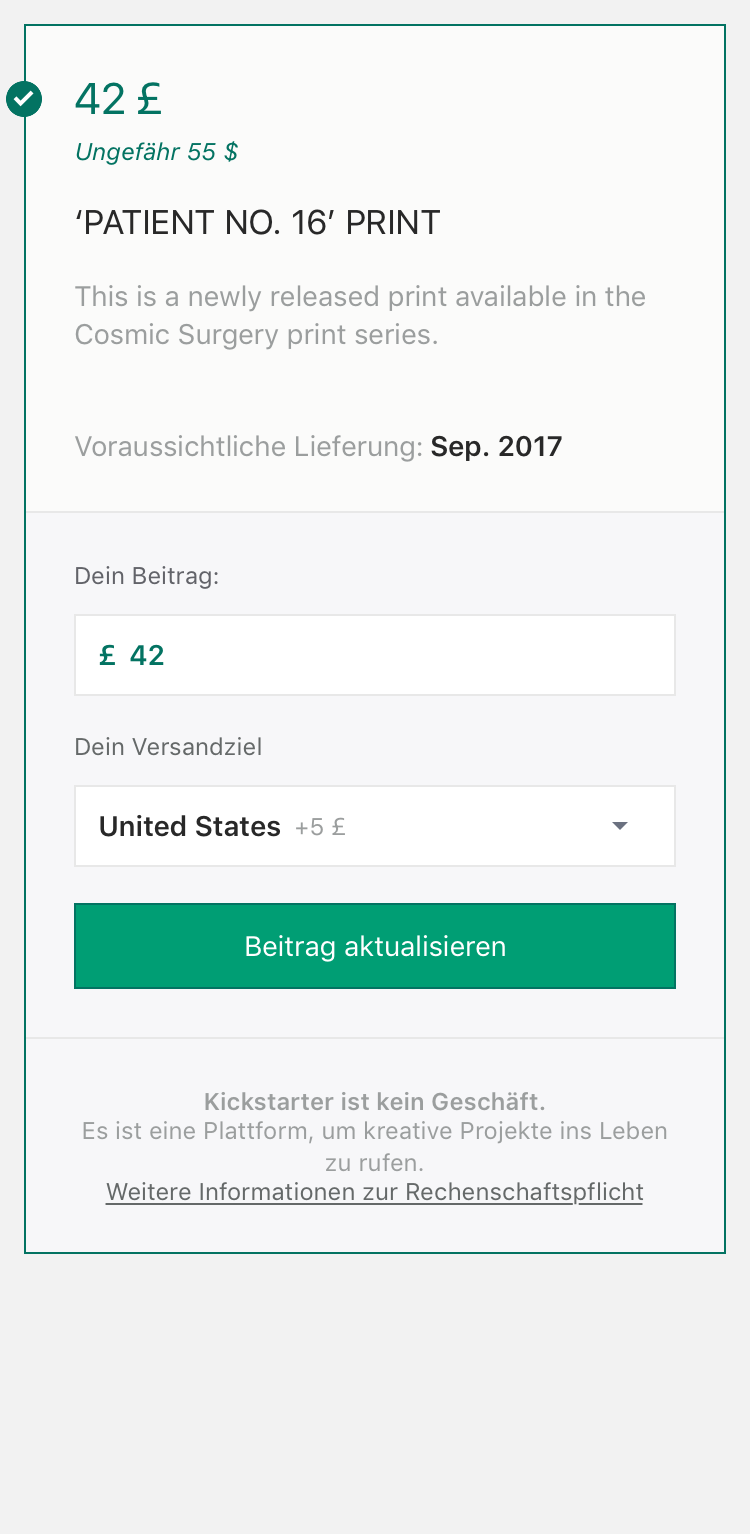 42 £
Ungefähr 55 $
‘PATIENT NO. 16’ PRINT
This is a newly released print available in the
Cosmic Surgery print series.
Voraussichtliche Lieferung: Sep. 2017
Dein Beitrag:
£ 42
Dein Versandziel
United States +5 £
Beitrag aktualisieren
Kickstarter ist kein Geschäft.
Es ist eine Plattform, um kreative Projekte ins Leben
zu rufen.
Weitere Informationen zur Rechenschaftspflicht